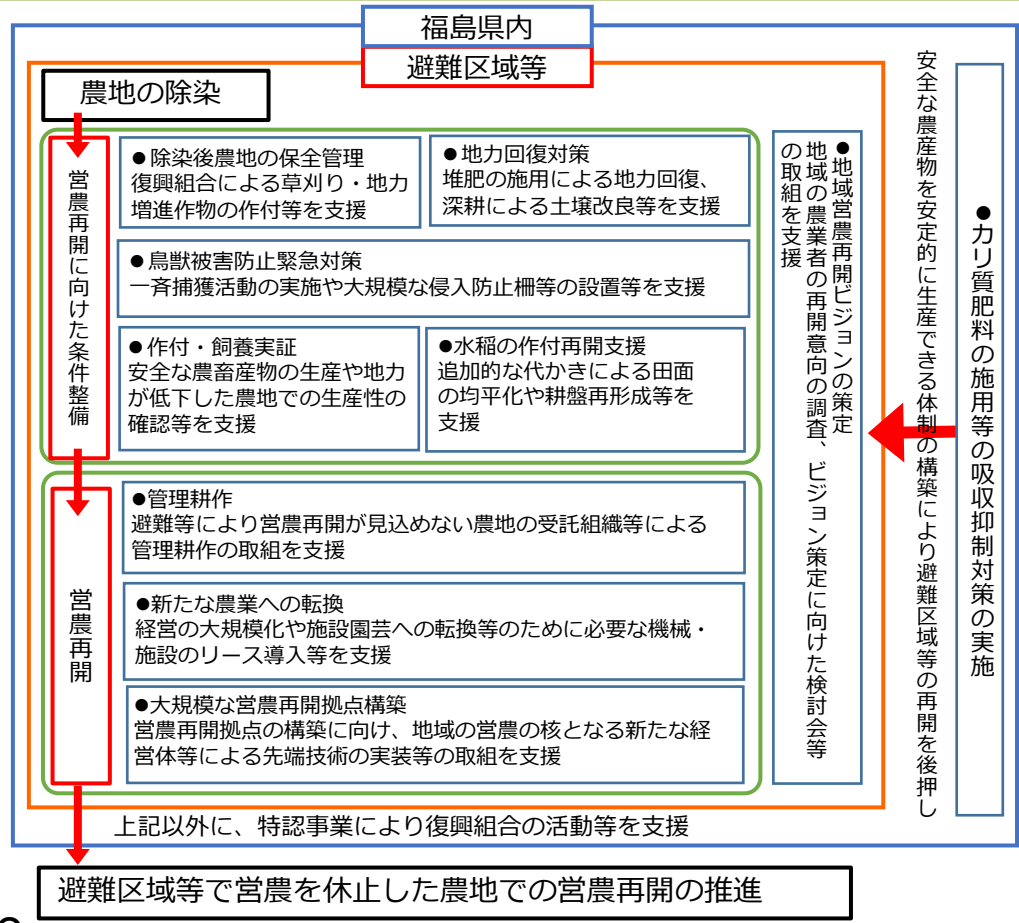 福島県内
避難区域等
農地の除染
営農再開に向けた条件整備
●除染後農地の保全管理
復興組合による草刈り・地力
増進作物の作付等を支援
●地力回復対策
堆肥の施用による地力回復、
深耕による土壌改良等を支援
●鳥獣被害防止緊急対策
一斉捕獲活動の実施や大規模な侵入防止柵等の設置等を支援
●作付・飼養実証
安全な農畜産物の生産や地力
が低下した農地での生産性の
確認等を支援
●水稲の作付再開支援
追加的な代かきによる田面
の均平化や耕盤再形成等を
支援
営農再開
●管理耕作
避難等により営農再開が見込めない農地の受託組織等による
管理耕作の取組を支援
●新たな農業への転換
経営の大規模化や施設園芸への転換等のために必要な機械・
施設のリース導入等を支援
●大規模な営農再開拠点構築
営農再開拠点の構築に向け、地域の営農の核となる新たな経
営体等による先端技術の実装等の取組を支援
●地域営農再開ビジョンの策定
地域の農業者の再開意向の調査、ビジョン策定に向けた検討会等
の取組を支援
●カリ質肥料の施用等の吸収抑制対策の実施
安全な農産物を安定的に生産できる体制の構築により避難区域等の再開を後押し
上記以外に、特認事業により復興組合の活動等を支援
避難区域等で営農を休止した農地での営農再開の推進